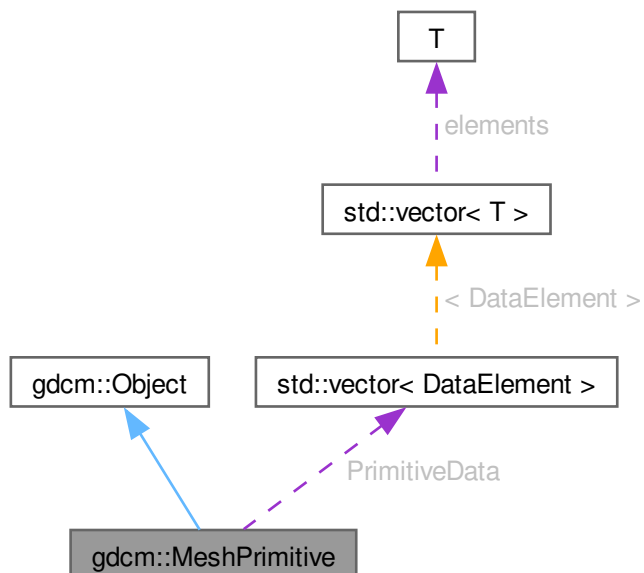 T
elements
std::vector< T >
< DataElement >
gdcm::Object
std::vector< DataElement >
PrimitiveData
gdcm::MeshPrimitive